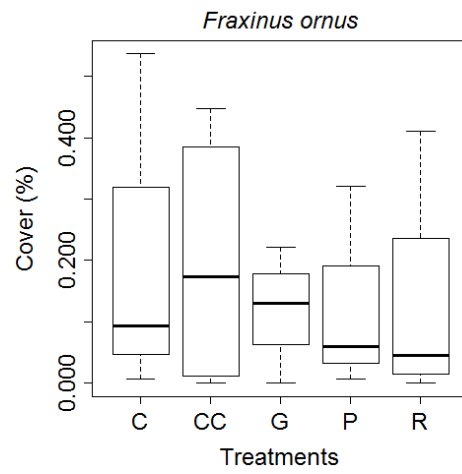 Fraxinus ornus
Cover (%)
0.400
0.200
0.000
C CC G P R
Treatments